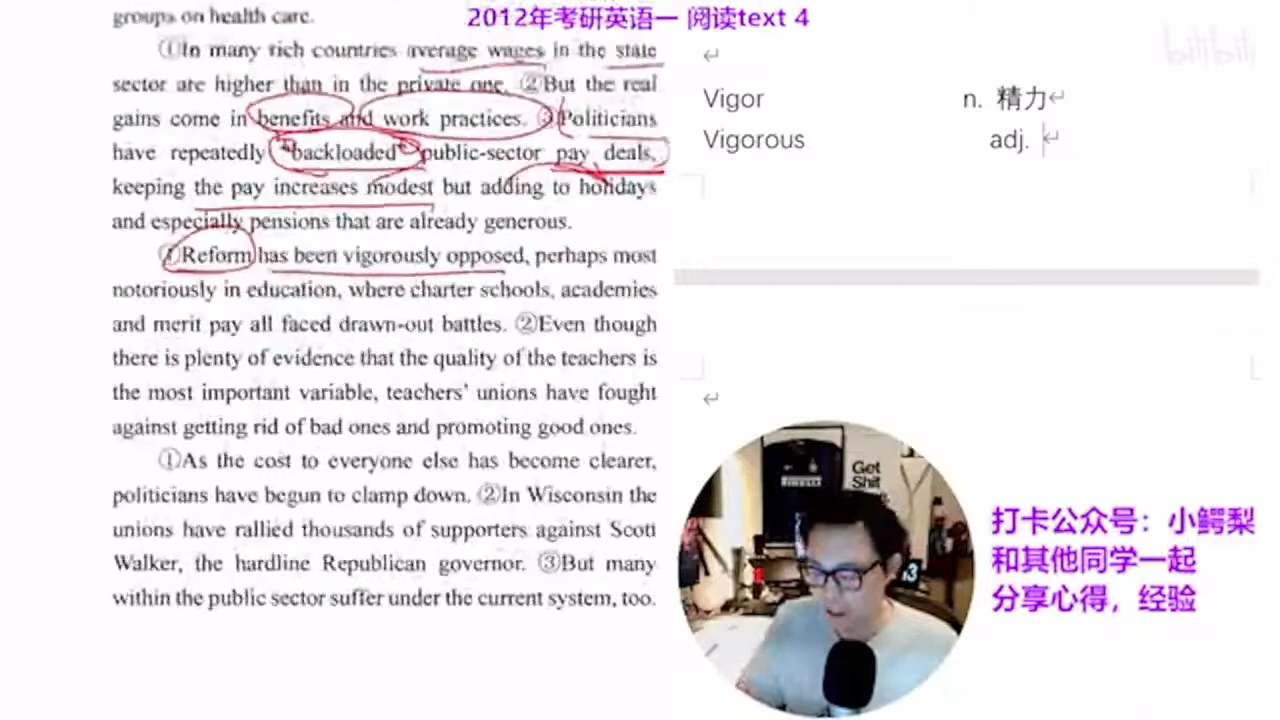 2012年考研英语一 阅读text 4
groups on health care.
①In many rich countries average wages in the state
sector are higher than in the private one. ②But the real
gains come in benefits and work practices. ③Politicians
have repeatedly "backloaded" public-sector pay deals,
keeping the pay increases modest but adding to holidays
and especially pensions that are already generous.
①Reform has been vigorously opposed, perhaps most
notoriously in education, where charter schools, academies
and merit pay all faced drawn-out battles. ②Even though
there is plenty of evidence that the quality of the teachers is
the most important variable, teachers' unions have fought
against getting rid of bad ones and promoting good ones.
①As the cost to everyone else has become clearer,
politicians have begun to clamp down. ②In Wisconsin the
unions have rallied thousands of supporters against Scott
Walker, the hardline Republican governor. ③But many
within the public sector suffer under the current system, too.
bilibili
Vigor n. 精力
Vigorous adj.
Get
Shit
PIRELLI
打卡公众号：小鳄梨
和其他同学一起
分享心得，经验